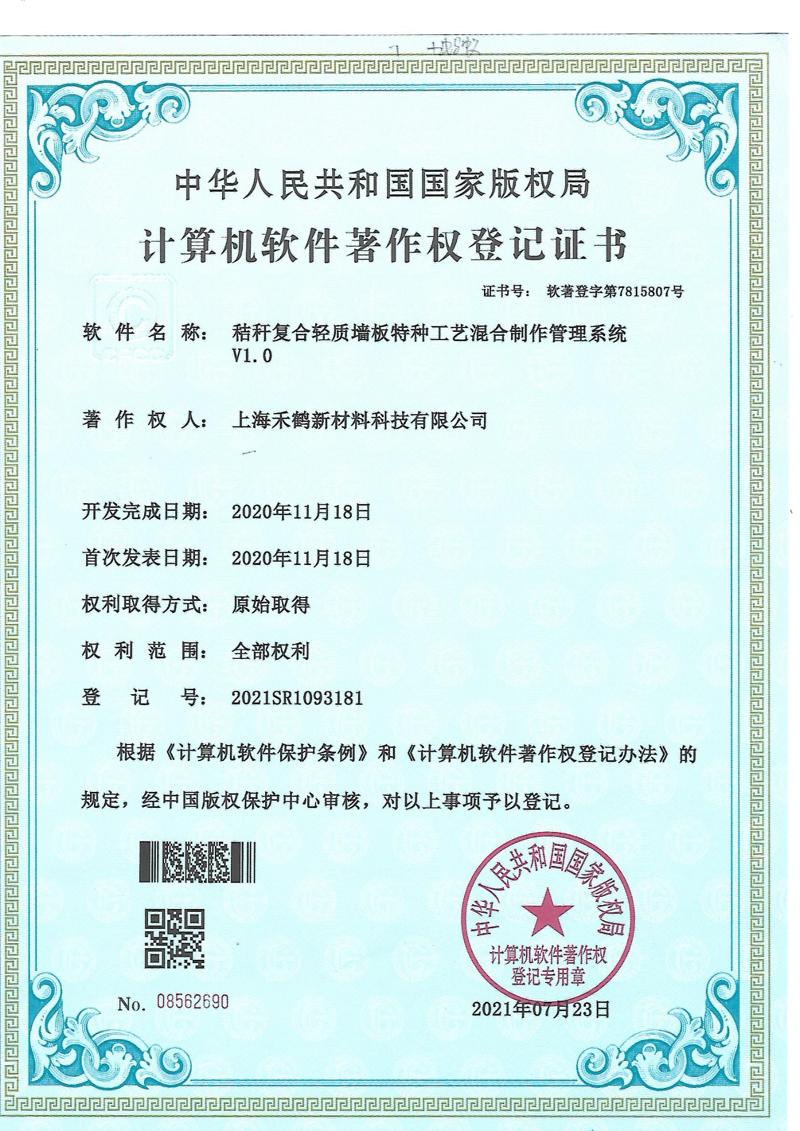 中华人民共和国国家版权局
计算机软件著作权登记证书
证书号： 软著登字第7815807号
软件名称： 秸秆复合轻质墙板特种工艺混合制作管理系统
V1.0
著作权人： 上海禾鹤新材料科技有限公司
开发完成日期： 2020年11月18日
首次发表日期： 2020年11月18日
权利取得方式： 原始取得
权利范围： 全部权利
登记号： 2021SR1093181
根据《计算机软件保护条例》和《计算机软件著作权登记办法》的
规定，经中国版权保护中心审核，对以上事项予以登记。
中华人民共和国国家版权局
计算机软件著作权
登记专用章
No. 08562690
2021年07月23日